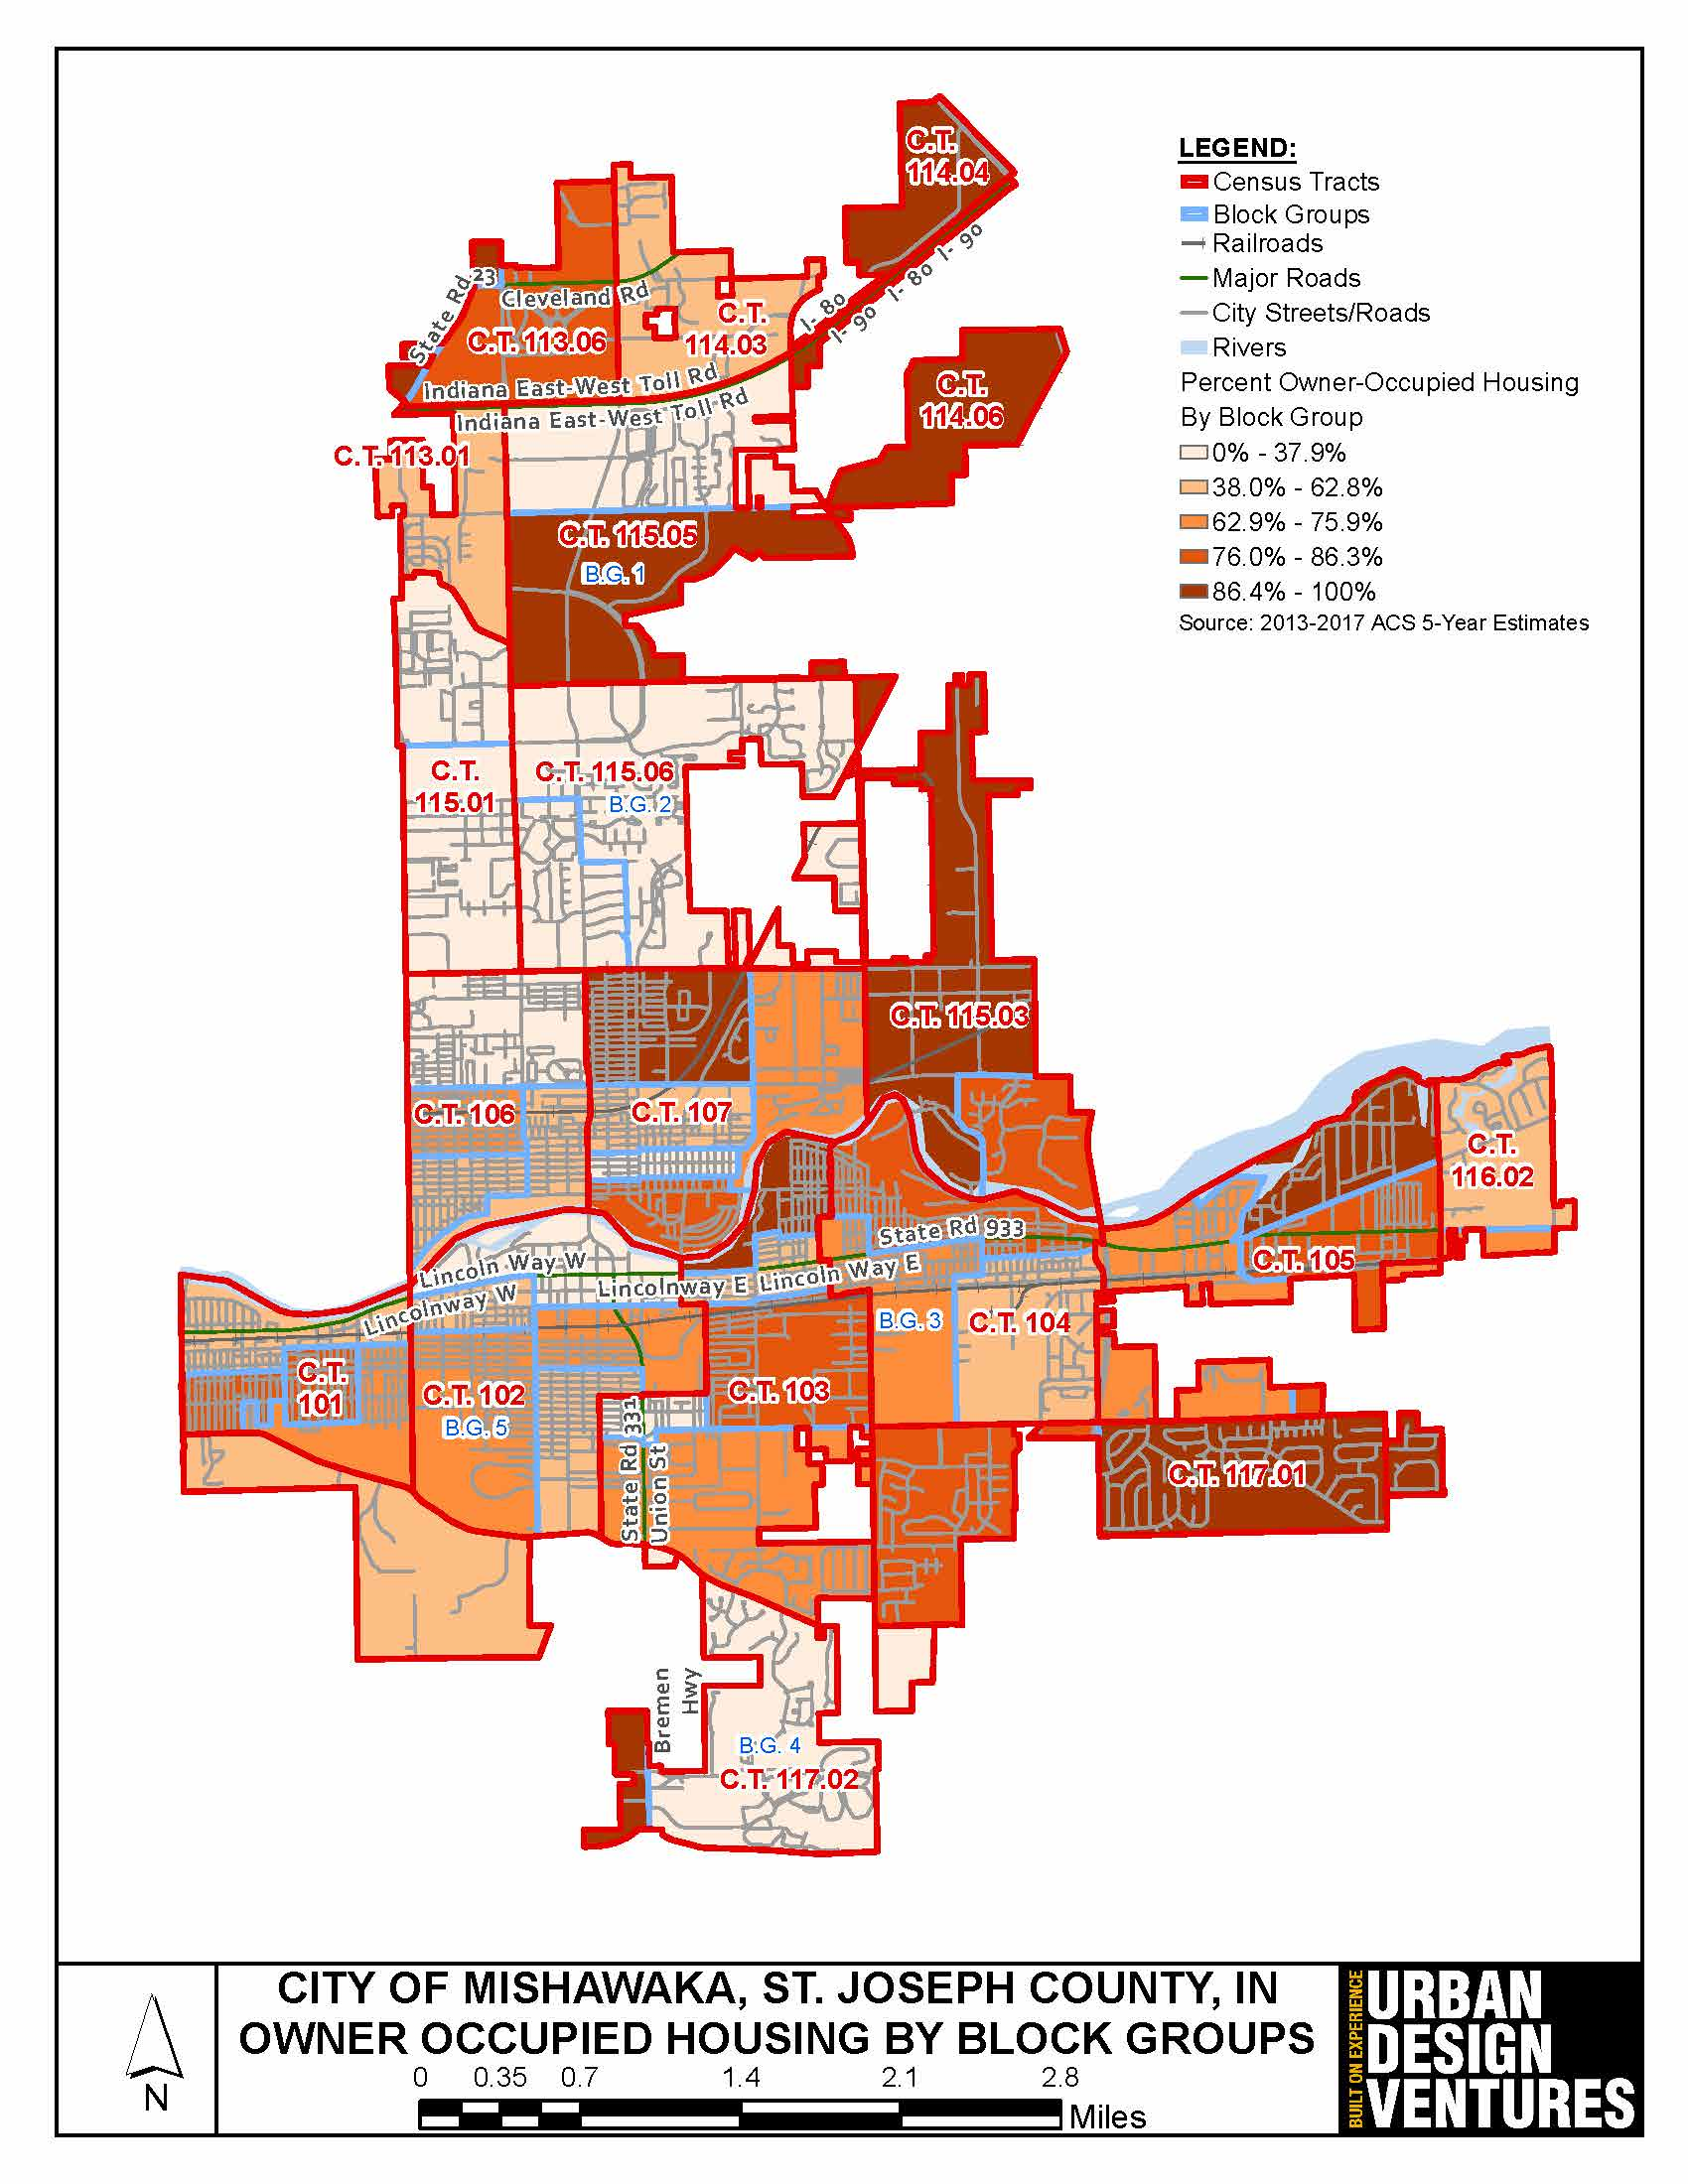 LEGEND:
Census Tracts
Block Groups
Railroads
Major Roads
City Streets/Roads
Rivers
Percent Owner-Occupied Housing
By Block Group
0% - 37.9%
38.0% - 62.8%
62.9% - 75.9%
76.0% - 86.3%
86.4% - 100%
Source: 2013-2017 ACS 5-Year Estimates
C.T.
114.04
I- 80
I- 90
I- 80
I- 90
State Rd 23
Cleveland Rd
C.T. 113.06
C.T.
114.03
Indiana East-West Toll Rd
Indiana East-West Toll Rd
C.T.
114.06
C.T. 113.01
C.T. 115.05
B.G. 1
C.T.
115.01
C.T. 115.06
B.G. 2
C.T. 115.03
C.T. 106
C.T. 107
C.T.
116.02
State Rd 933
Lincoln Way W
Lincolnway W
Lincolnway E
Lincoln Way E
C.T. 105
B.G. 3
C.T. 104
C.T.
101
C.T. 102
B.G. 5
C.T. 103
State Rd 331
Union St
C.T. 117.01
Bremen
Hwy
B.G. 4
C.T. 117.02
N
CITY OF MISHAWAKA, ST. JOSEPH COUNTY, IN
OWNER OCCUPIED HOUSING BY BLOCK GROUPS
0 0.35 0.7 1.4 2.1 2.8
Miles
BUILT ON EXPERIENCE
URBAN
DESIGN
VENTURES